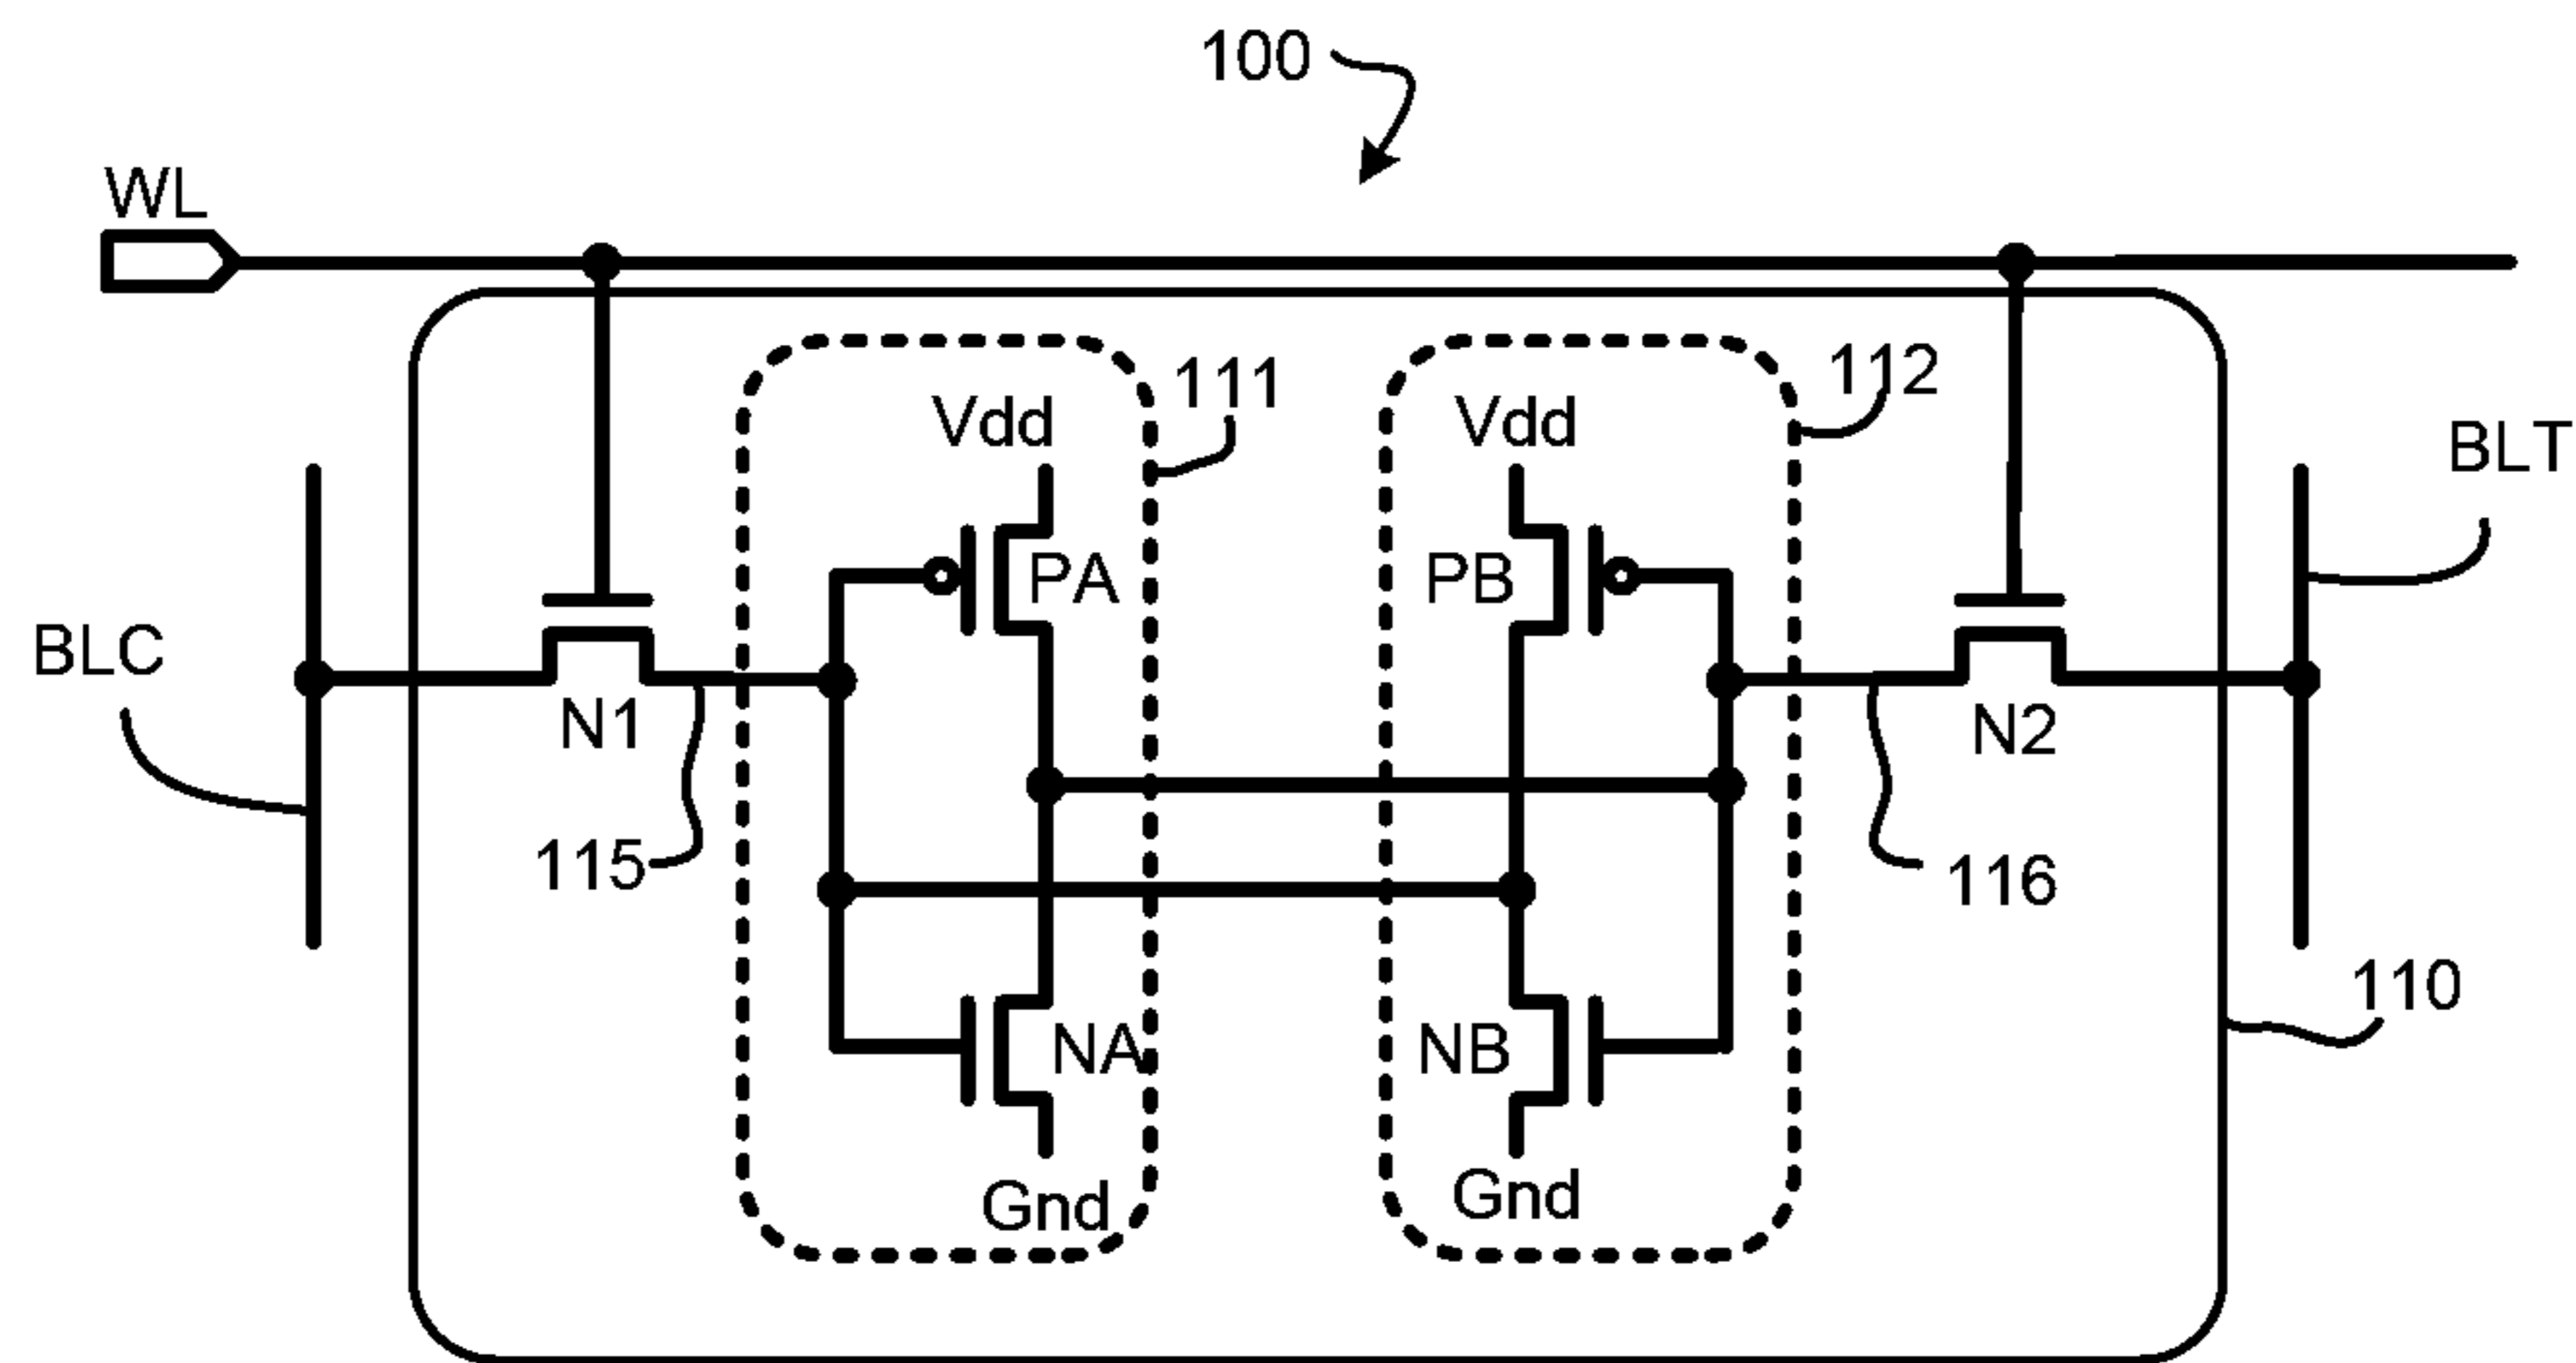 100
WL
111
112
Vdd
Vdd
BLT
PA
PB
BLC
N1
N2
115
116
110
NA
NB
Gnd
Gnd